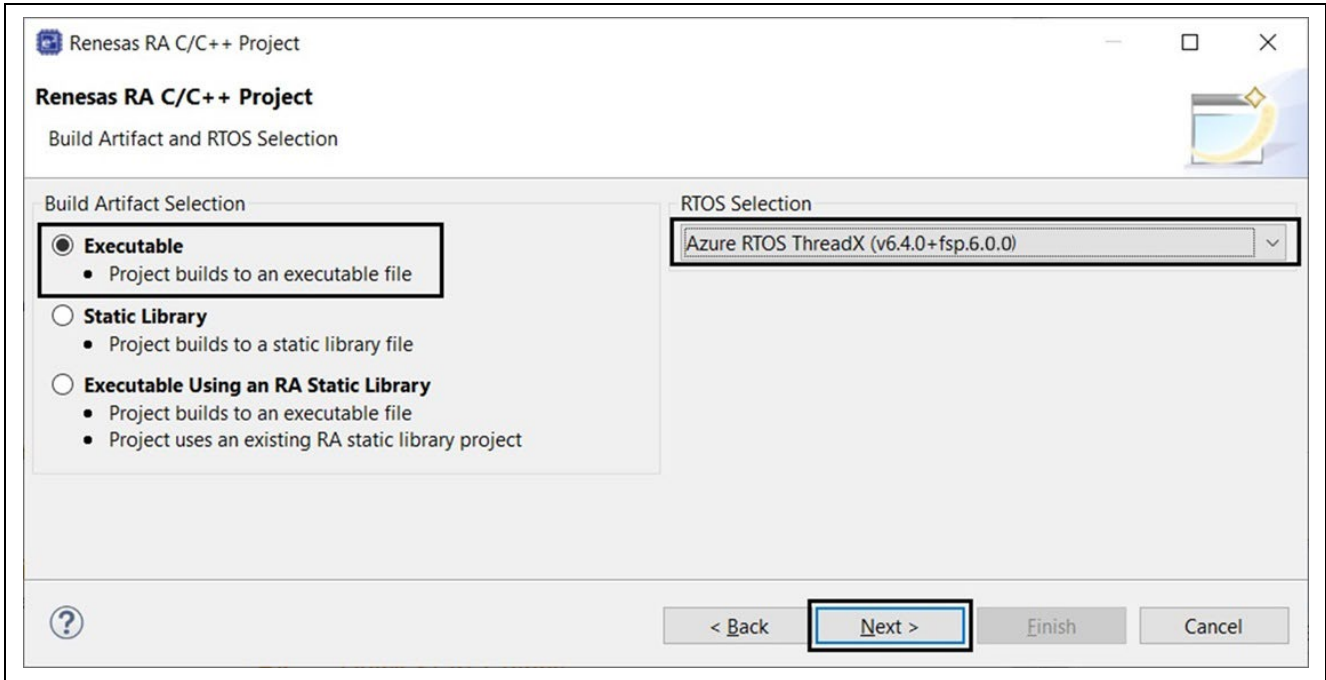 Renesas RA C/C++ Project
Renesas RA C/C++ Project
Build Artifact and RTOS Selection
Build Artifact Selection
Executable
• Project builds to an executable file
Static Library
• Project builds to a static library file
Executable Using an RA Static Library
• Project builds to an executable file
• Project uses an existing RA static library project
RTOS Selection
Azure RTOS ThreadX (v6.4.0+fsp.6.0.0)
?
< Back
Next >
Finish
Cancel